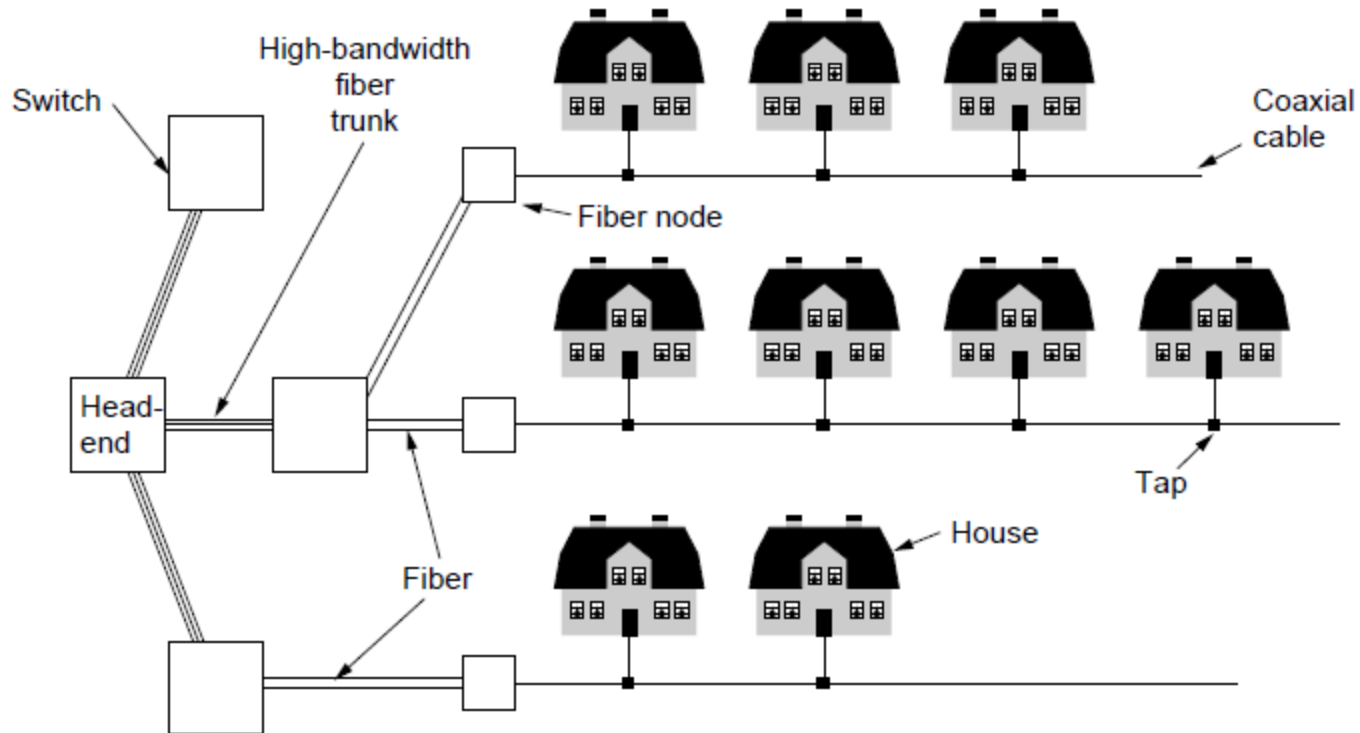 High-bandwidth
fiber
trunk
Switch
Coaxial
cable
Fiber node
Head-
end
Tap
House
Fiber